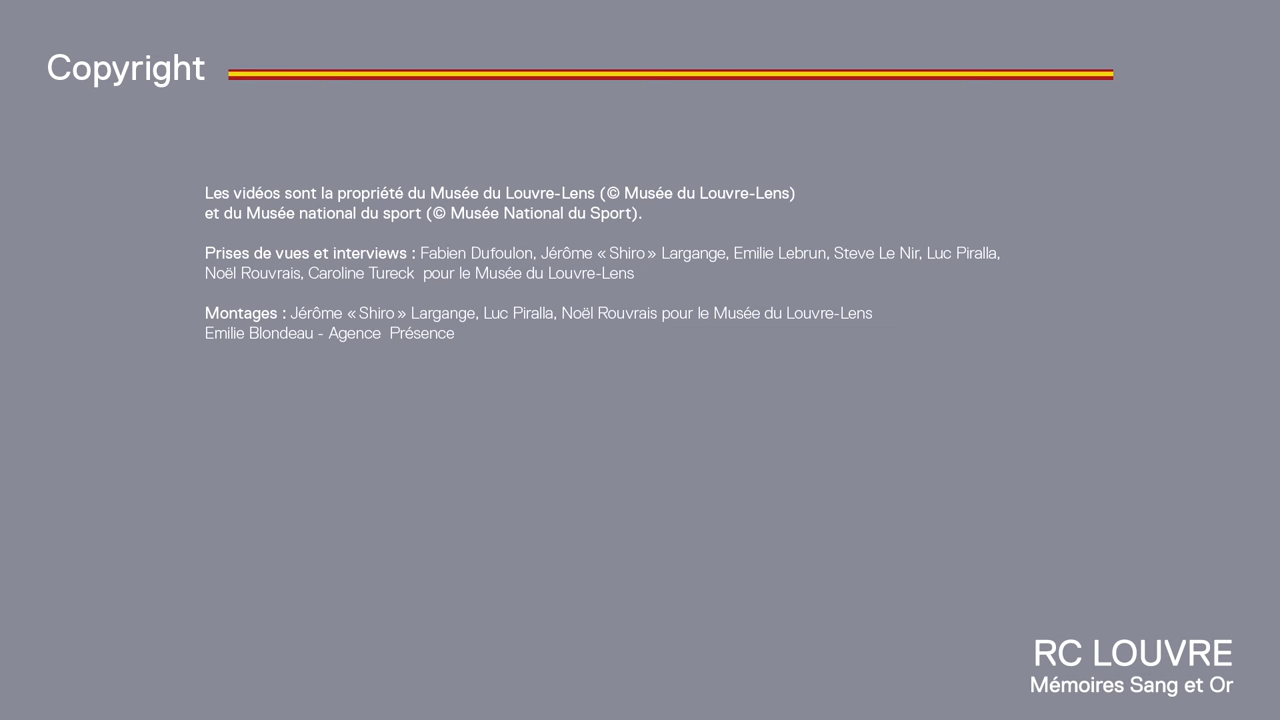 Copyright
Les vidéos sont la propriété du Musée du Louvre-Lens (© Musée du Louvre-Lens)
et du Musée national du sport (© Musée National du Sport).
Prises de vues et interviews : Fabien Dufoulon, Jérôme « Shiro » Largange, Emilie Lebrun, Steve Le Nir, Luc Piralla,
Noël Rouvrais, Caroline Tureck  pour le Musée du Louvre-Lens
Montages : Jérôme « Shiro » Largange, Luc Piralla, Noël Rouvrais pour le Musée du Louvre-Lens
Emilie Blondeau - Agence  Présence
RC LOUVRE
Mémoires Sang et Or